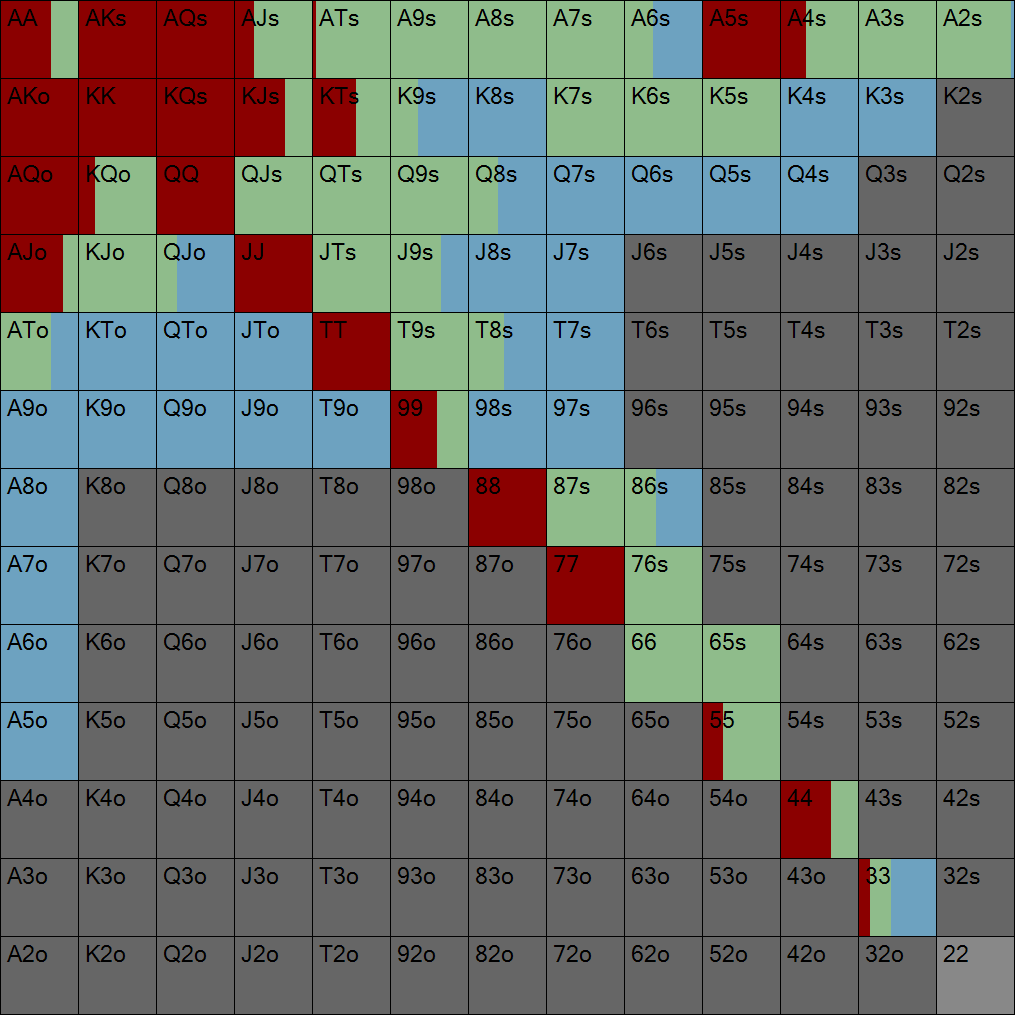 AA AKs AQs AJs ATs A9s A8s A7s A6s A5s A4s A3s A2s
AKo KK KQs KJs KTs K9s K8s K7s K6s K5s K4s K3s K2s
AQo KQo QQ QJs QTs Q9s Q8s Q7s Q6s Q5s Q4s Q3s Q2s
AJo KJo QJo JJ JTs J9s J8s J7s J6s J5s J4s J3s J2s
ATo KTo QTo JTo TT T9s T8s T7s T6s T5s T4s T3s T2s
A9o K9o Q9o J9o T9o 99 98s 97s 96s 95s 94s 93s 92s
A8o K8o Q8o J8o T8o 98o 88 87s 86s 85s 84s 83s 82s
A7o K7o Q7o J7o T7o 97o 87o 77 76s 75s 74s 73s 72s
A6o K6o Q6o J6o T6o 96o 86o 76o 66 65s 64s 63s 62s
A5o K5o Q5o J5o T5o 95o 85o 75o 65o 55 54s 53s 52s
A4o K4o Q4o J4o T4o 94o 84o 74o 64o 54o 44 43s 42s
A3o K3o Q3o J3o T3o 93o 83o 73o 63o 53o 43o 33 32s
A2o K2o Q2o J2o T2o 92o 82o 72o 62o 52o 42o 32o 22